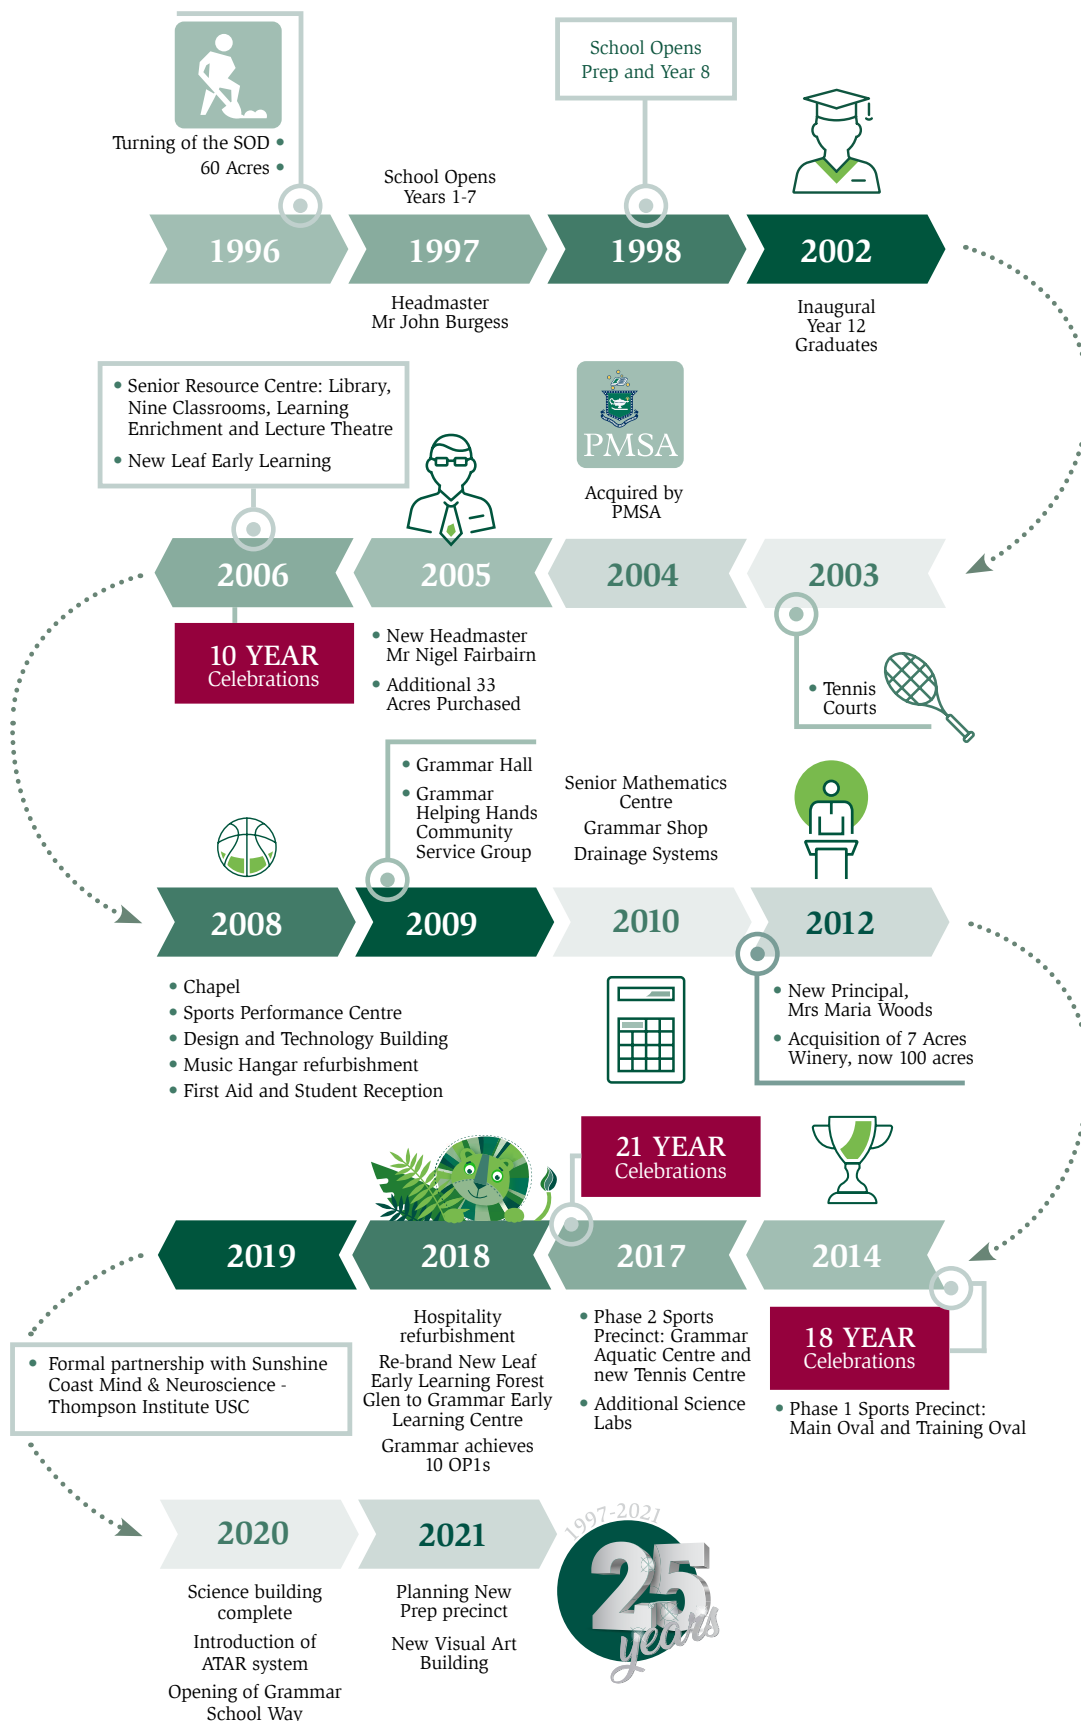 School Opens
Prep and Year 8
Turning of the SOD •
60 Acres •
School Opens
Years 1-7
1996
1997
1998
2002
Headmaster
Mr John Burgess
Inaugural
Year 12
Graduates
• Senior Resource Centre: Library,
Nine Classrooms, Learning
Enrichment and Lecture Theatre
• New Leaf Early Learning
PMSA
Acquired by
PMSA
2006
2005
2004
2003
10 YEAR
Celebrations
• New Headmaster
Mr Nigel Fairbairn
• Additional 33
Acres Purchased
• Tennis
Courts
• Grammar Hall
• Grammar
Helping Hands
Community
Service Group
Senior Mathematics
Centre
Grammar Shop
Drainage Systems
2008
2009
2010
2012
• Chapel
• Sports Performance Centre
• Design and Technology Building
• Music Hangar refurbishment
• First Aid and Student Reception
• New Principal,
Mrs Maria Woods
• Acquisition of 7 Acres
Winery, now 100 acres
21 YEAR
Celebrations
2019
2018
2017
2014
• Formal partnership with Sunshine
Coast Mind & Neuroscience -
Thompson Institute USC
Hospitality
refurbishment
Re-brand New Leaf
Early Learning Forest
Glen to Grammar Early
Learning Centre
Grammar achieves
10 OP1s
• Phase 2 Sports
Precinct: Grammar
Aquatic Centre and
new Tennis Centre
• Additional Science
Labs
18 YEAR
Celebrations
• Phase 1 Sports Precinct:
Main Oval and Training Oval
2020
2021
1997-2021
25
years
Science building
complete
Introduction of
ATAR system
Opening of Grammar
School Way
Planning New
Prep precinct
New Visual Art
Building